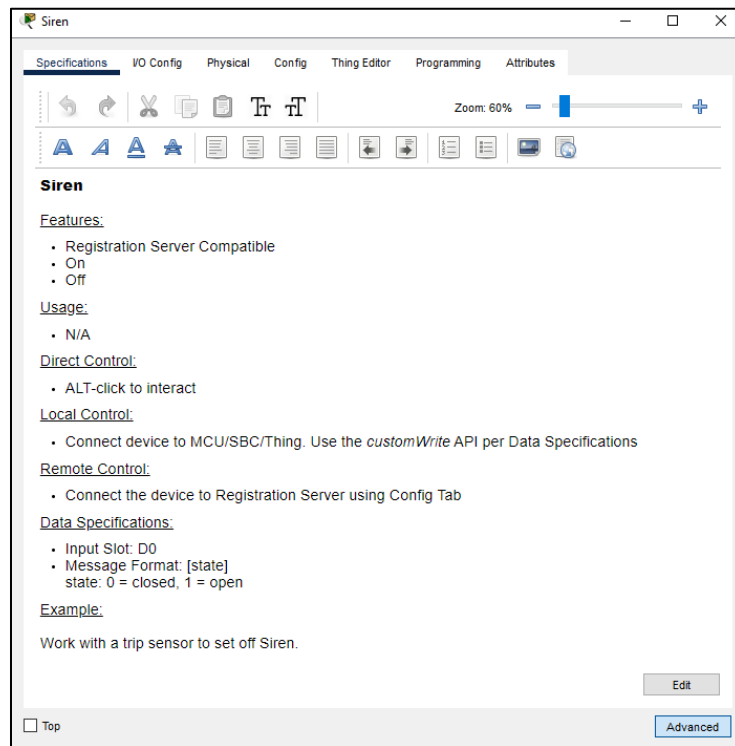 Siren
Specifications I/O Config Physical Config Thing Editor Programming Attributes
Zoom: 60%
Siren
Features:
• Registration Server Compatible
• On
• Off
Usage:
• N/A
Direct Control:
• ALT-click to interact
Local Control:
• Connect device to MCU/SBC/Thing. Use the customWrite API per Data Specifications
Remote Control:
• Connect the device to Registration Server using Config Tab
Data Specifications:
• Input Slot: D0
• Message Format: [state]
state: 0 = closed, 1 = open
Example:
Work with a trip sensor to set off Siren.
Edit
Top
Advanced